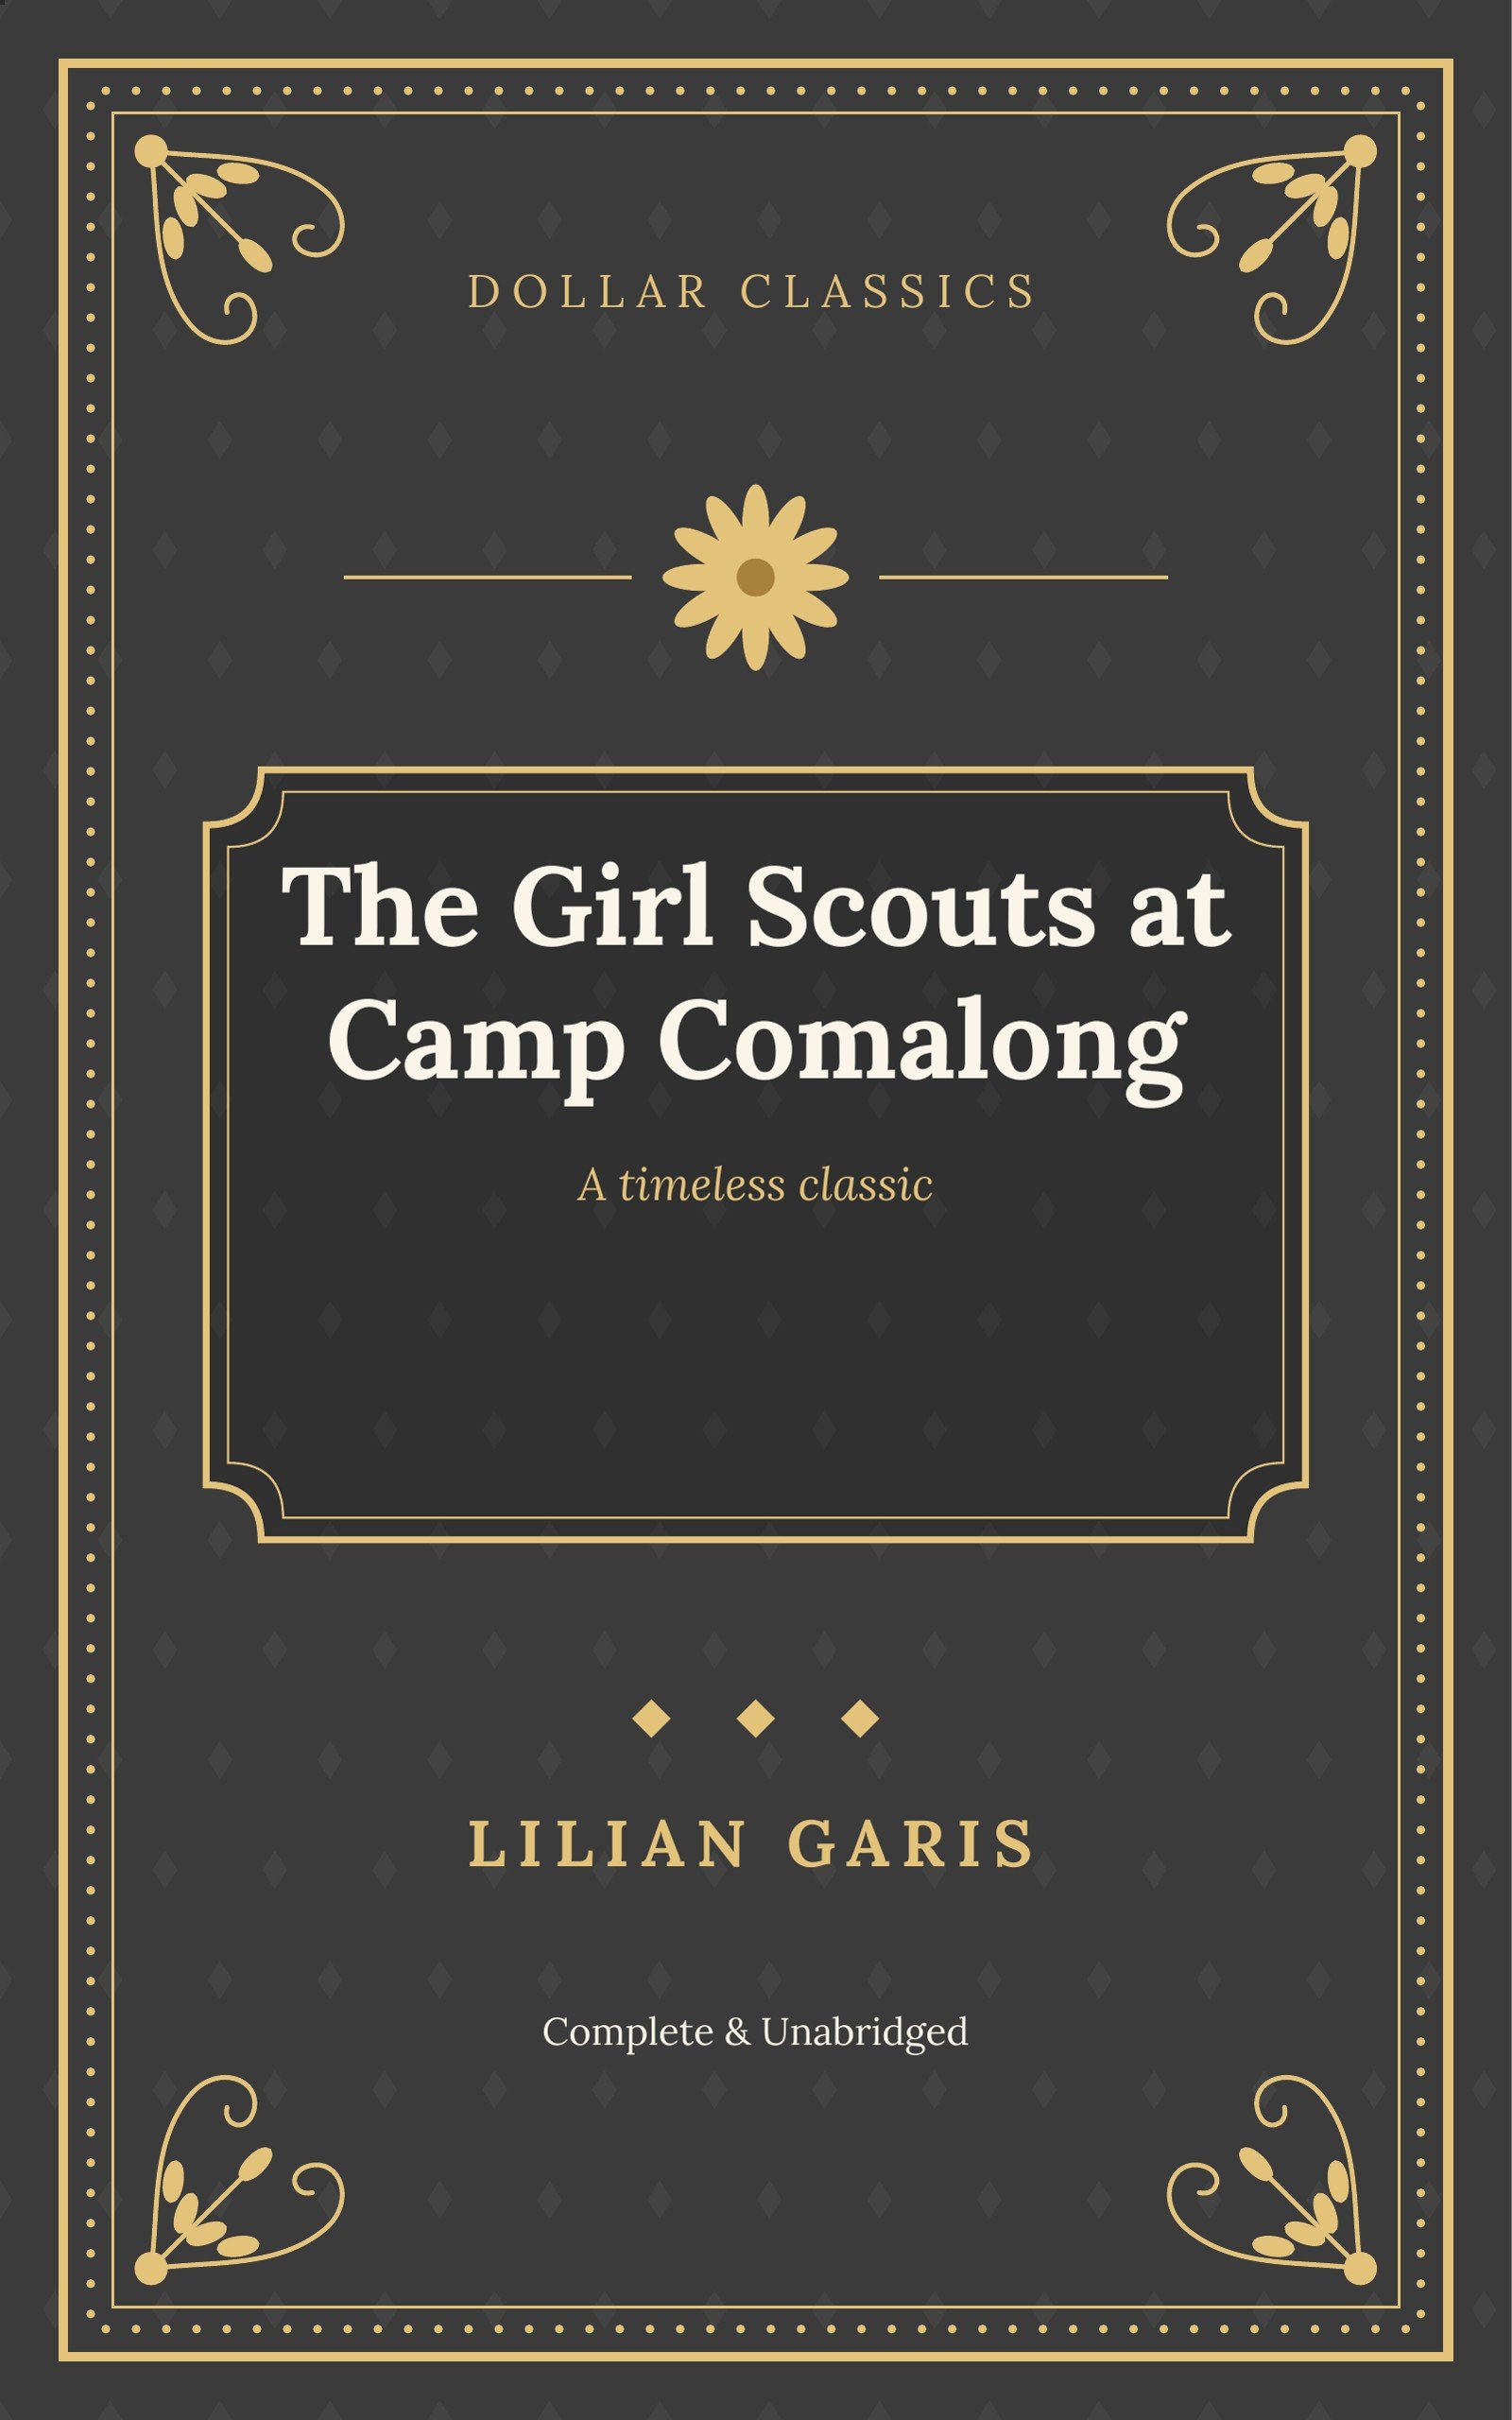 DOLLAR CLASSICS
The Girl Scouts at
Camp Comalong
A timeless classic
LILIAN GARIS
Complete & Unabridged